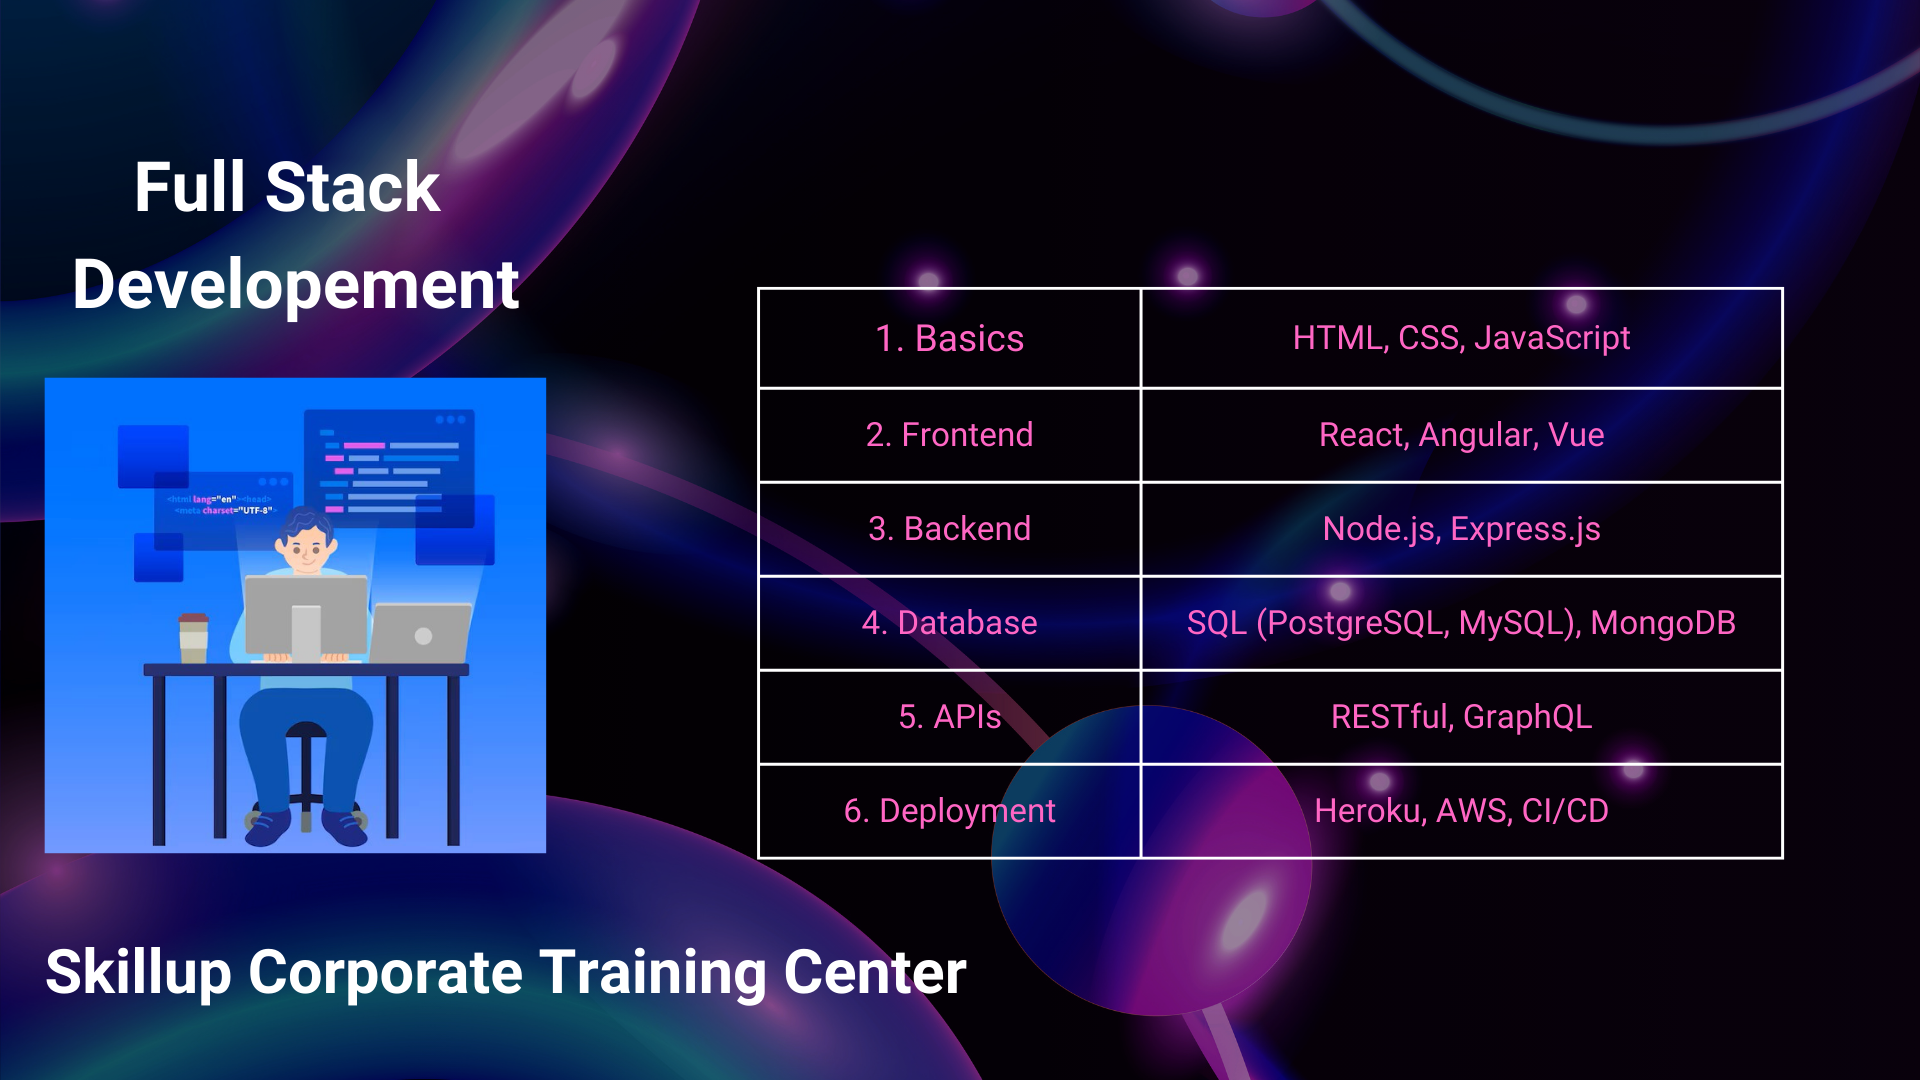 Full Stack
Developement
<html lang="en"><head>
<meta charset="UTF-8">
1. Basics HTML, CSS, JavaScript
2. Frontend React, Angular, Vue
3. Backend Node.js, Express.js
4. Database SQL (PostgreSQL, MySQL), MongoDB
5. APIs RESTful, GraphQL
6. Deployment Heroku, AWS, CI/CD
Skillup Corporate Training Center